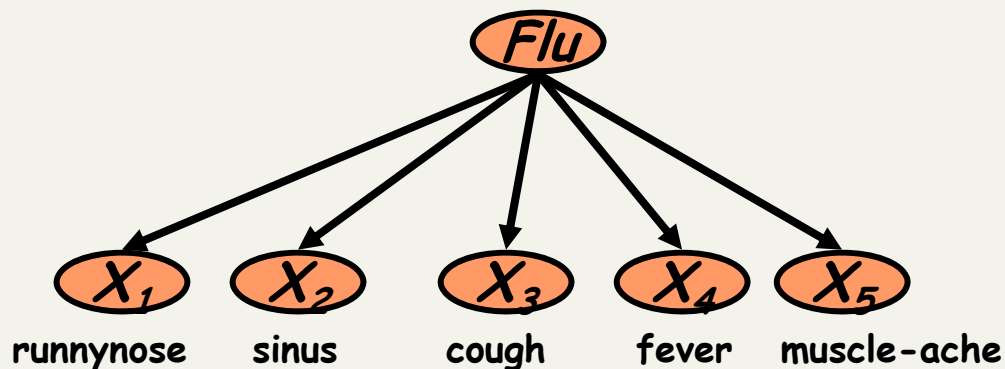 Flu
X₁ X₂ X₃ X₄ X₅
runnynose sinus cough fever muscle-ache